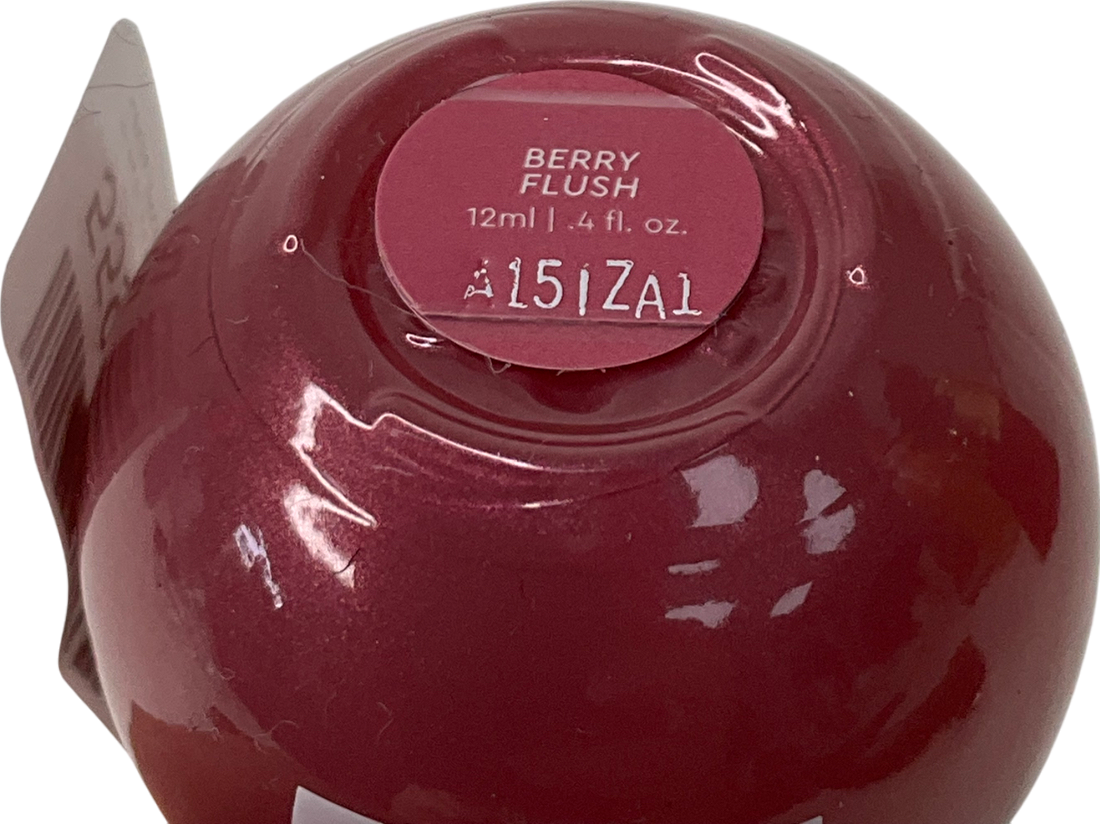 BERRY
FLUSH
12ml | .4 fl. oz.
A151ZA1